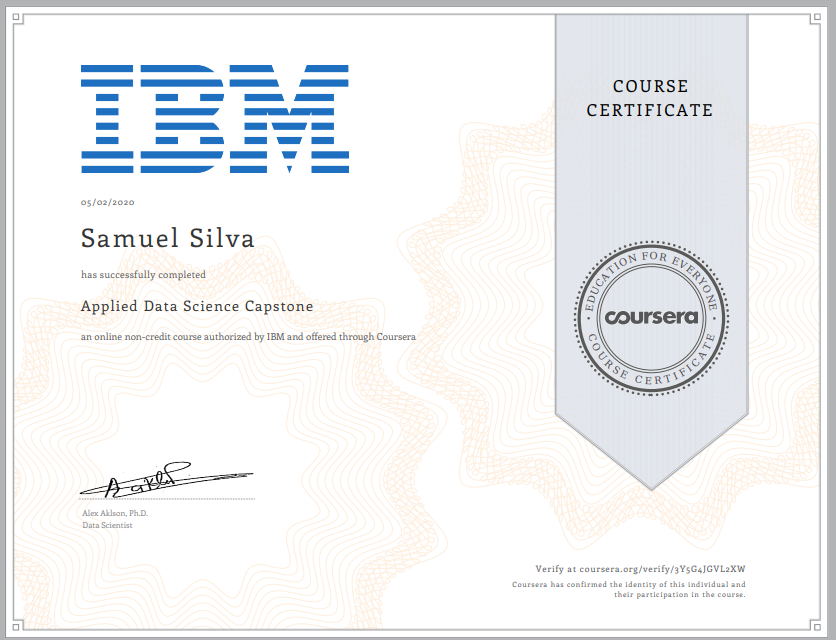 IBM
05/02/2020
Samuel Silva
has successfully completed
Applied Data Science Capstone
an online non-credit course authorized by IBM and offered through Coursera
Alex Aklson, Ph.D.
Data Scientist
COURSE
CERTIFICATE
EDUCATION FOR EVERYONE
coursera
COURSE CERTIFICATE
Verify at coursera.org/verify/3Y5G4JGVL2XW
Coursera has confirmed the identity of this individual and
their participation in the course.